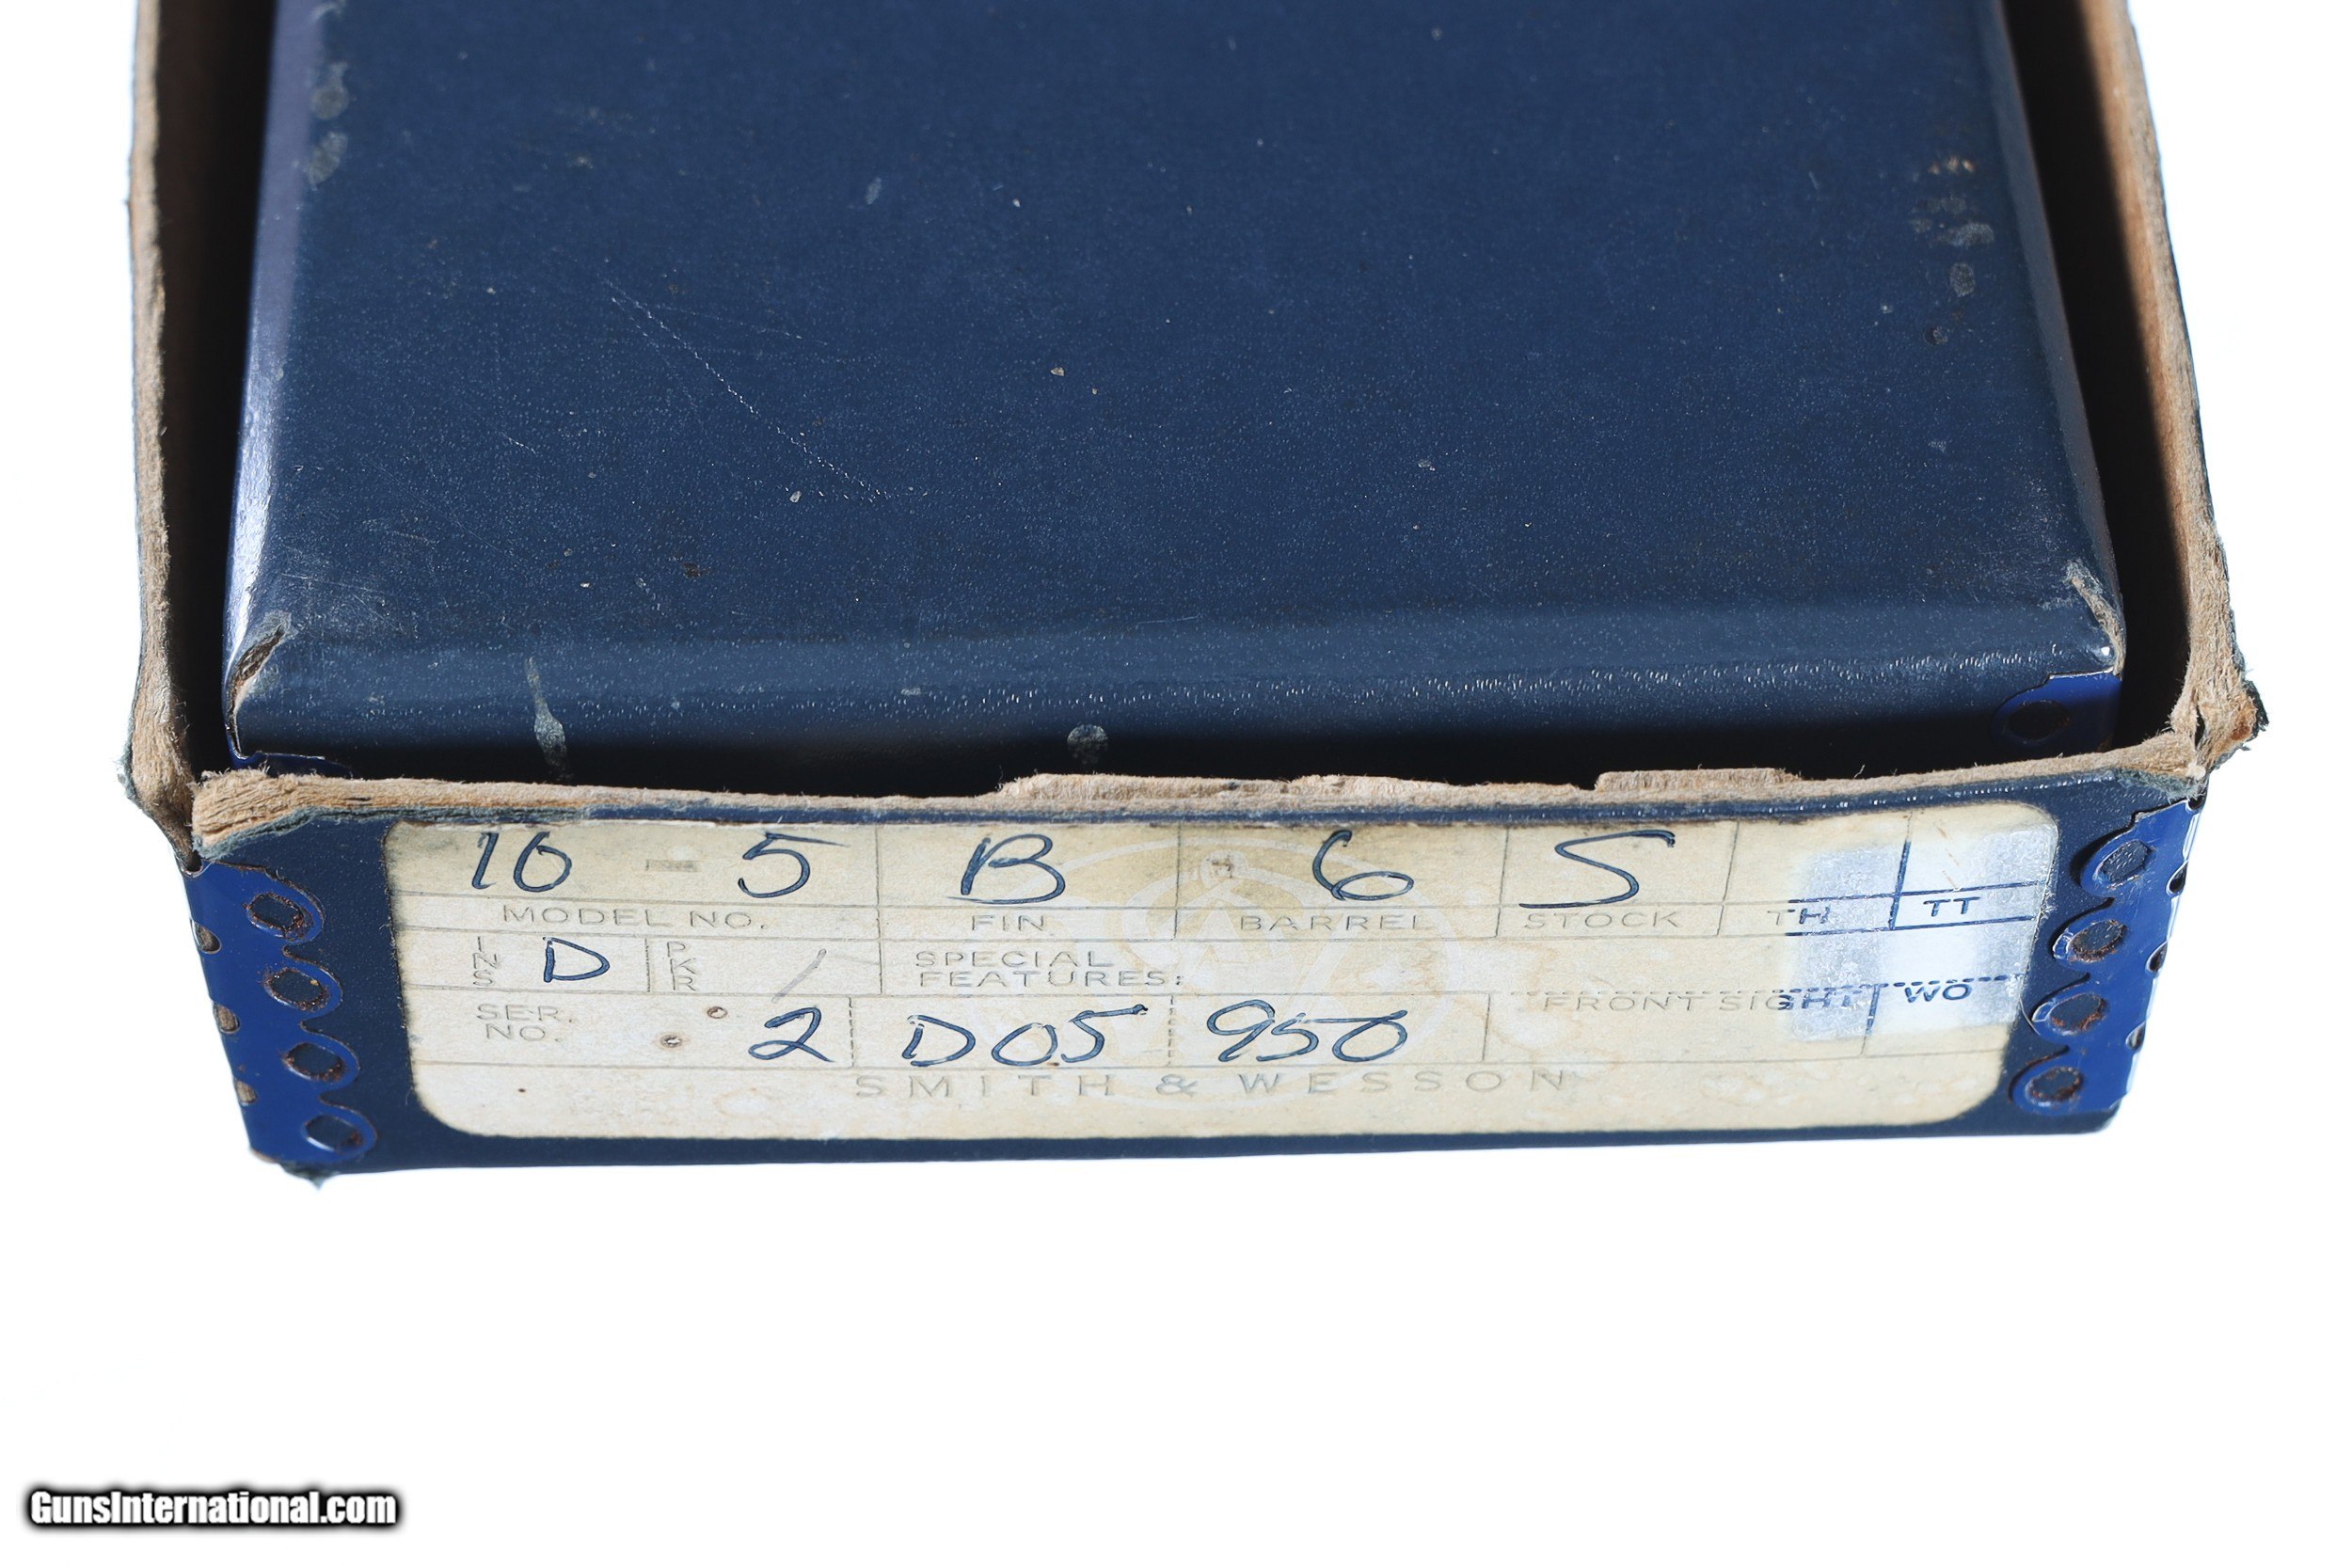 10 - 5 B 6 S
MODEL NO. FIN. BARREL STOCK TH TT
INS D PKR / SPECIAL
FEATURES:
SER. NO. 2 D05 950 FRONT SIGHT WO
SMITH & WESSON
GunsInternational.com